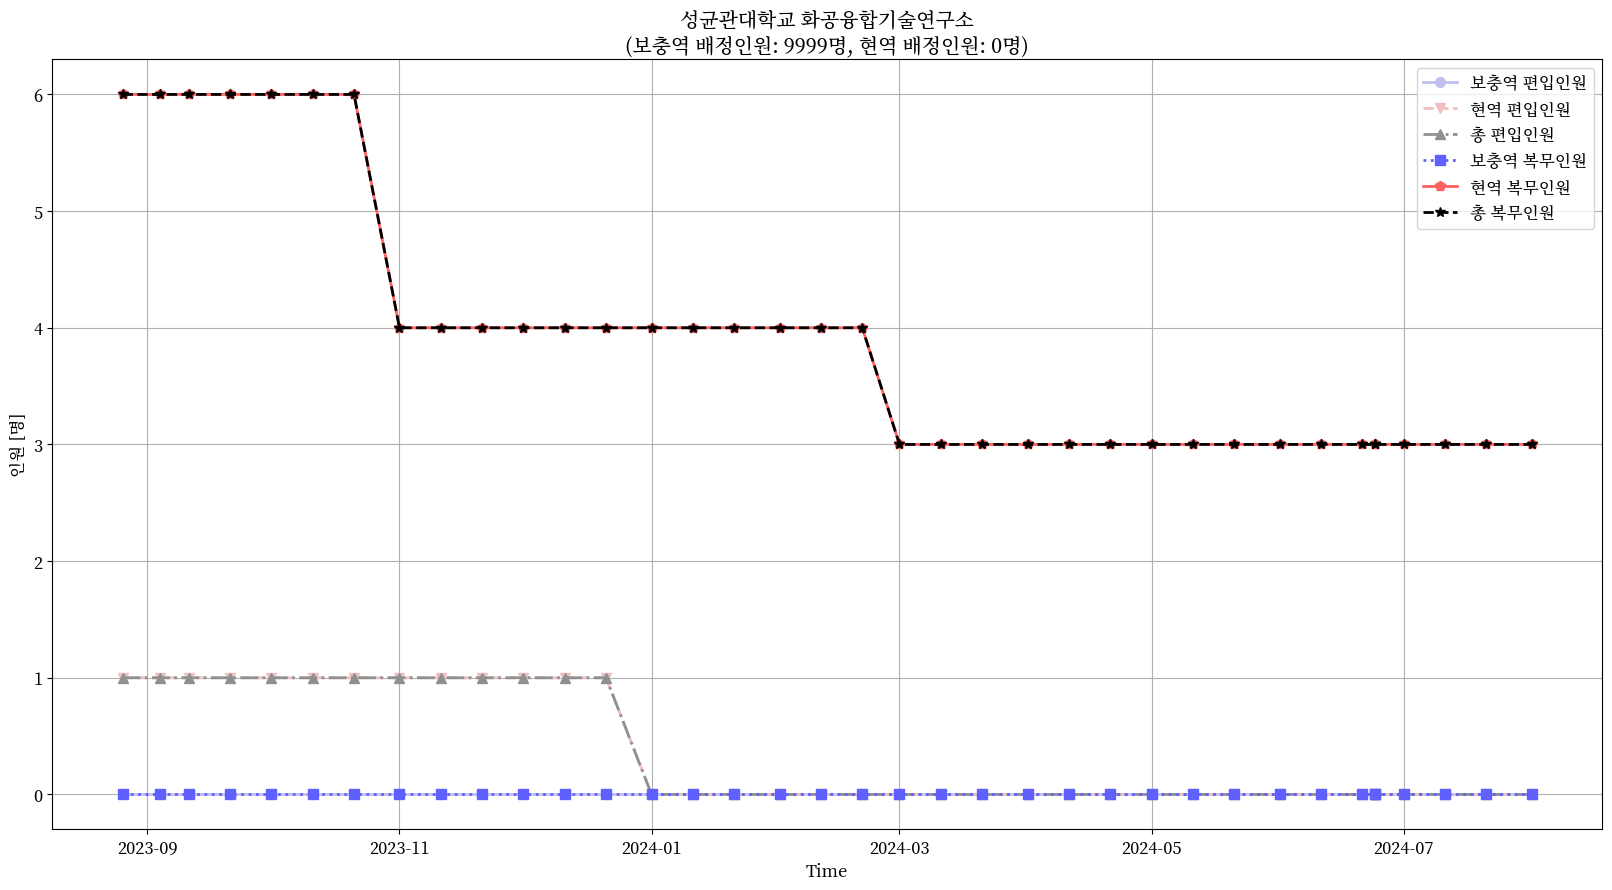 성균관대학교 화공융합기술연구소
(보충역 배정인원: 9999명, 현역 배정인원: 0명)
보충역 편입인원
현역 편입인원
총 편입인원
보충역 복무인원
현역 복무인원
총 복무인원
6
5
4
3
2
1
0
인원 [명]
2023-09
2023-11
2024-01
2024-03
2024-05
2024-07
Time